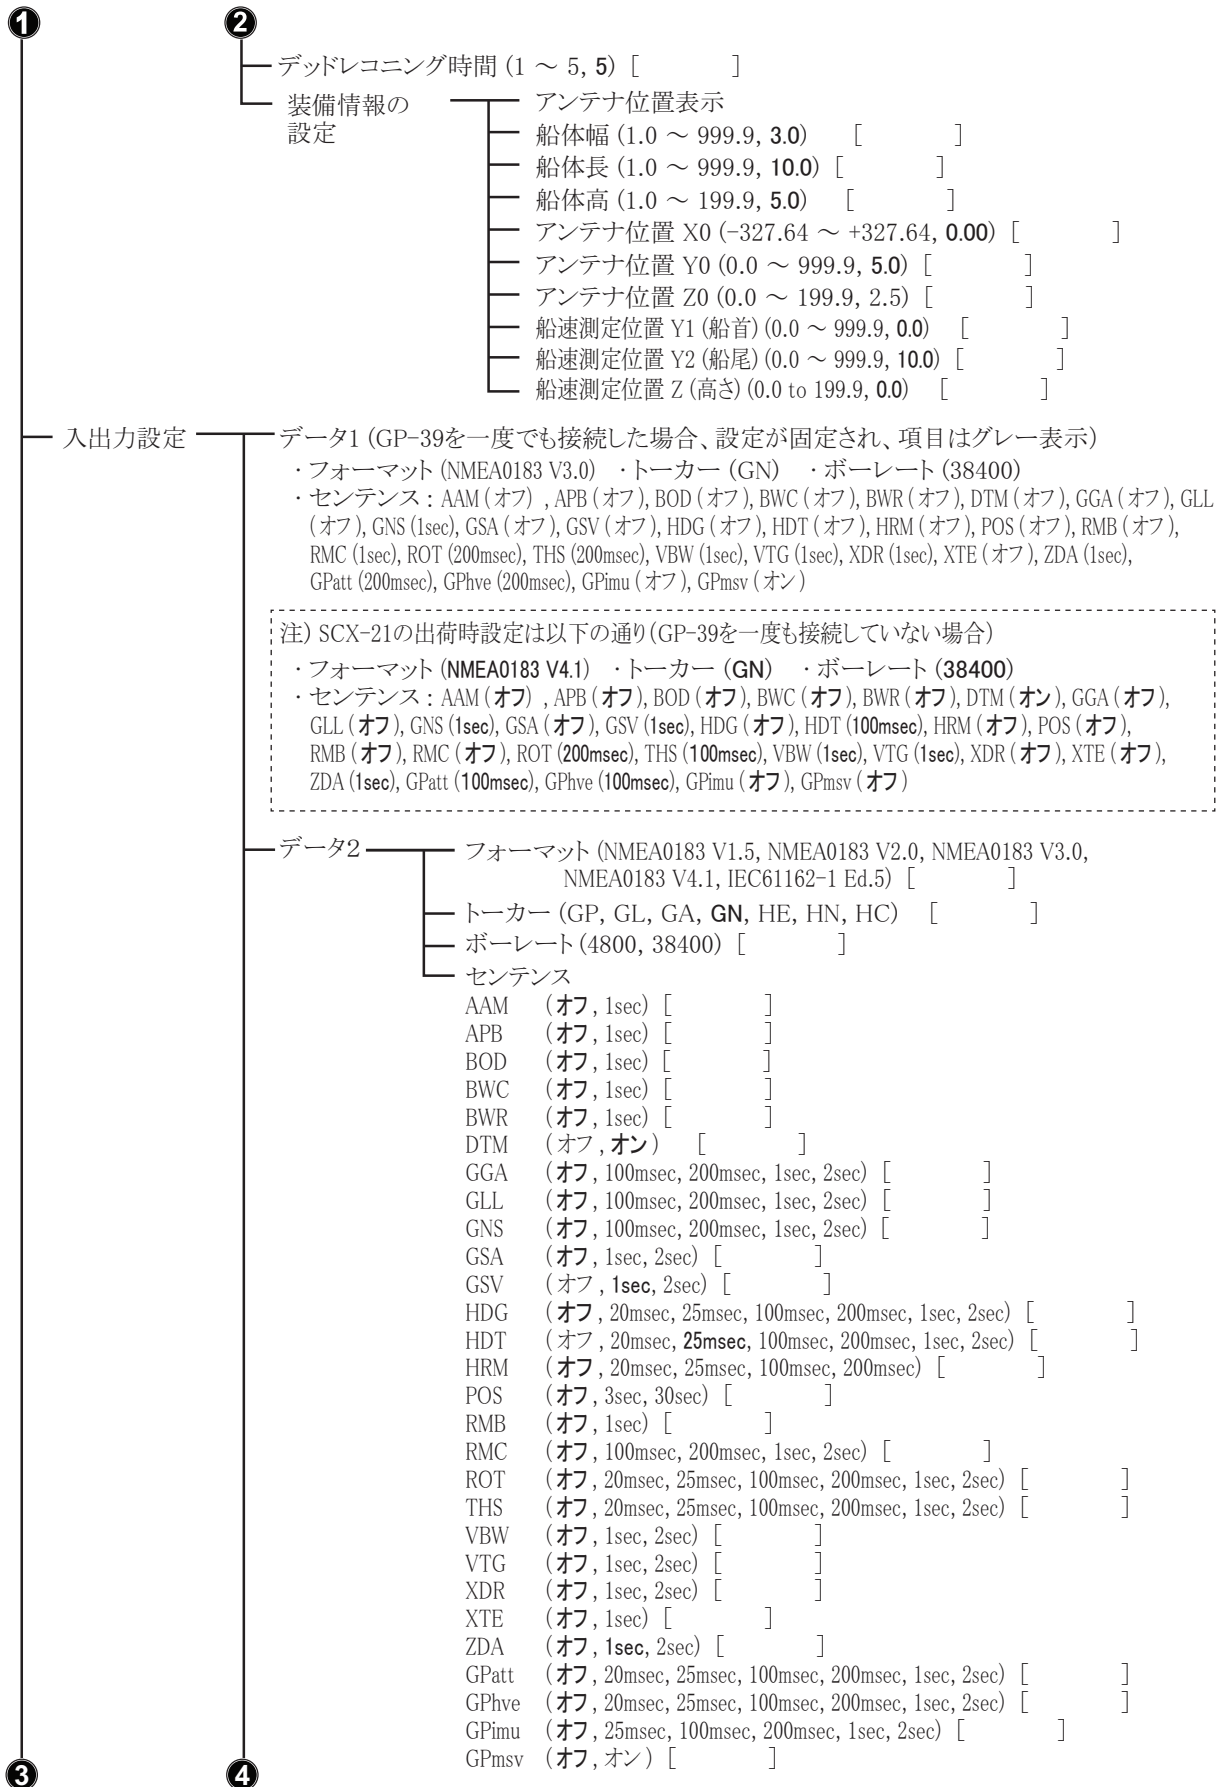 ❶ ❷
デッドレコニング時間 (1 ～ 5, 5) [ ]
装備情報の
設定
アンテナ位置表示
船体幅 (1.0 ～ 999.9, 3.0) [ ]
船体長 (1.0 ～ 999.9, 10.0) [ ]
船体高 (1.0 ～ 199.9, 5.0) [ ]
アンテナ位置 X0 (-327.64 ～ +327.64, 0.00) [ ]
アンテナ位置 Y0 (0.0 ～ 999.9, 5.0) [ ]
アンテナ位置 Z0 (0.0 ～ 199.9, 2.5) [ ]
船速測定位置 Y1 (船首) (0.0 ～ 999.9, 0.0) [ ]
船速測定位置 Y2 (船尾) (0.0 ～ 999.9, 10.0) [ ]
船速測定位置 Z (高さ) (0.0 to 199.9, 0.0) [ ]
入出力設定
データ1 (GP-39を一度でも接続した場合、設定が固定され、項目はグレー表示)
・フォーマット (NMEA0183 V3.0) ・トーカー (GN) ・ボーレート (38400)
・センテンス : AAM (オフ) , APB (オフ), BOD (オフ), BWC (オフ), BWR (オフ), DTM (オフ), GGA (オフ), GLL
(オフ), GNS (1sec), GSA (オフ), GSV (オフ), HDG (オフ), HDT (オフ), HRM (オフ), POS (オフ), RMB (オフ),
RMC (1sec), ROT (200msec), THS (200msec), VBW (1sec), VTG (1sec), XDR (1sec), XTE (オフ), ZDA (1sec),
GPatt (200msec), GPhve (200msec), GPimu (オフ), GPmsv (オン)
注) SCX-21の出荷時設定は以下の通り(GP-39を一度も接続していない場合)
・フォーマット (NMEA0183 V4.1) ・トーカー (GN) ・ボーレート (38400)
・センテンス : AAM (オフ) , APB (オフ), BOD (オフ), BWC (オフ), BWR (オフ), DTM (オン), GGA (オフ),
GLL (オフ), GNS (1sec), GSA (オフ), GSV (1sec), HDG (オフ), HDT (100msec), HRM (オフ), POS (オフ),
RMB (オフ), RMC (オフ), ROT (200msec), THS (100msec), VBW (1sec), VTG (1sec), XDR (オフ), XTE (オフ),
ZDA (1sec), GPatt (100msec), GPhve (100msec), GPimu (オフ), GPmsv (オフ)
データ2
フォーマット (NMEA0183 V1.5, NMEA0183 V2.0, NMEA0183 V3.0,
NMEA0183 V4.1, IEC61162-1 Ed.5) [ ]
トーカー (GP, GL, GA, GN, HE, HN, HC) [ ]
ボーレート (4800, 38400) [ ]
センテンス
AAM (オフ, 1sec) [ ]
APB (オフ, 1sec) [ ]
BOD (オフ, 1sec) [ ]
BWC (オフ, 1sec) [ ]
BWR (オフ, 1sec) [ ]
DTM (オフ, オン) [ ]
GGA (オフ, 100msec, 200msec, 1sec, 2sec) [ ]
GLL (オフ, 100msec, 200msec, 1sec, 2sec) [ ]
GNS (オフ, 100msec, 200msec, 1sec, 2sec) [ ]
GSA (オフ, 1sec, 2sec) [ ]
GSV (オフ, 1sec, 2sec) [ ]
HDG (オフ, 20msec, 25msec, 100msec, 200msec, 1sec, 2sec) [ ]
HDT (オフ, 20msec, 25msec, 100msec, 200msec, 1sec, 2sec) [ ]
HRM (オフ, 20msec, 25msec, 100msec, 200msec) [ ]
POS (オフ, 3sec, 30sec) [ ]
RMB (オフ, 1sec) [ ]
RMC (オフ, 100msec, 200msec, 1sec, 2sec) [ ]
ROT (オフ, 20msec, 25msec, 100msec, 200msec, 1sec, 2sec) [ ]
THS (オフ, 20msec, 25msec, 100msec, 200msec, 1sec, 2sec) [ ]
VBW (オフ, 1sec, 2sec) [ ]
VTG (オフ, 1sec, 2sec) [ ]
XDR (オフ, 1sec, 2sec) [ ]
XTE (オフ, 1sec) [ ]
ZDA (オフ, 1sec, 2sec) [ ]
GPatt (オフ, 20msec, 25msec, 100msec, 200msec, 1sec, 2sec) [ ]
GPhve (オフ, 20msec, 25msec, 100msec, 200msec, 1sec, 2sec) [ ]
GPimu (オフ, 25msec, 100msec, 200msec, 1sec, 2sec) [ ]
GPmsv (オフ, オン) [ ]
❸ ❹